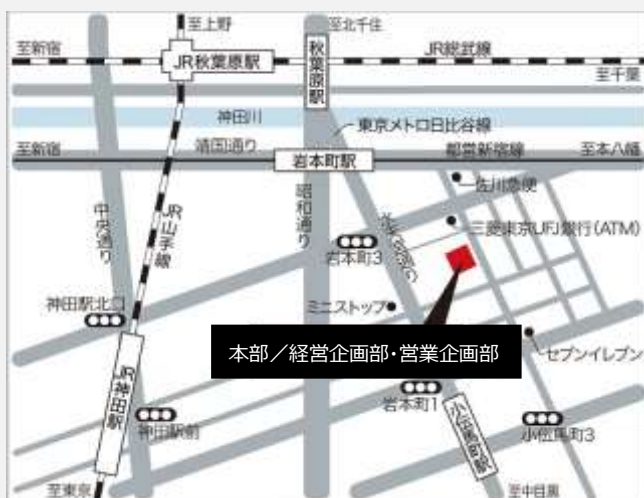 至上野
至北千住
至新宿
JR総武線
JR秋葉原駅
秋葉原駅
至千葉
神田川
東京メトロ日比谷線
至新宿
靖国通り
岩本町駅
都営新宿線
至本八幡
佐川急便
中央通り
JR山手線
昭和通り
三菱東京UFJ銀行(ATM)
岩本町3
神田駅北口
ミニストップ
本部/経営企画部・営業企画部
セブンイレブン
JR神田駅
岩本町1
神田駅前
小伝馬町駅
小伝馬町3
至東京
至中目黒